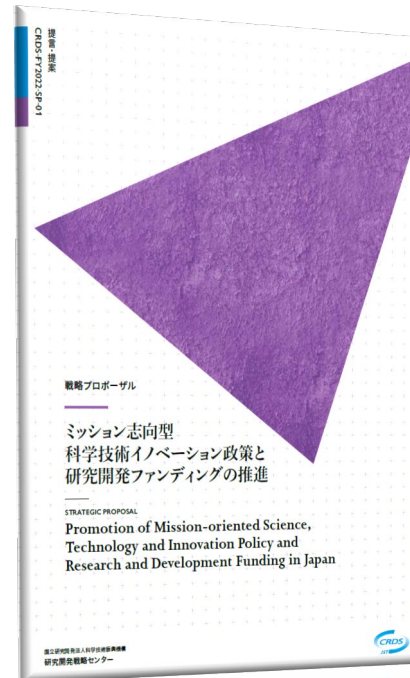 提言・提案
CRDS-FY2022-SP-01
戦略プロポーザル
ミッション志向型
科学技術イノベーション政策と
研究開発ファンディングの推進
STRATEGIC PROPOSAL
Promotion of Mission-oriented Science,
Technology and Innovation Policy and
Research and Development Funding in Japan
国立研究開発法人科学技術振興機構
研究開発戦略センター
CRDS
JST